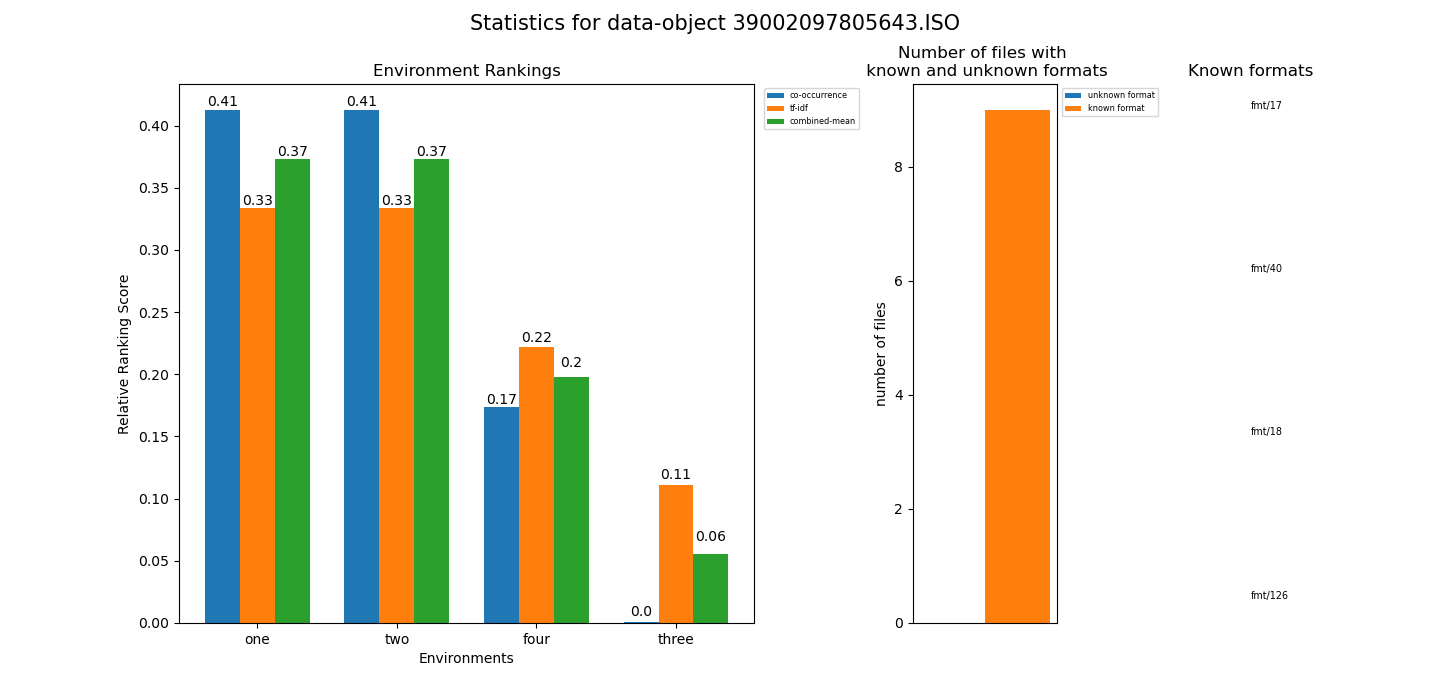 Statistics for data-object 39002097805643.ISO
Environment Rankings
Relative Ranking Score
0.40
0.35
0.30
0.25
0.20
0.15
0.10
0.05
0.00
0.41
0.33
0.37
0.41
0.33
0.37
0.17
0.22
0.2
0.0
0.11
0.06
one two four three
Environments
co-occurrence
tf-idf
combined-mean
Number of files with
known and unknown formats
number of files
8
6
4
2
0
unknown format
known format
Known formats
fmt/17
fmt/40
fmt/18
fmt/126